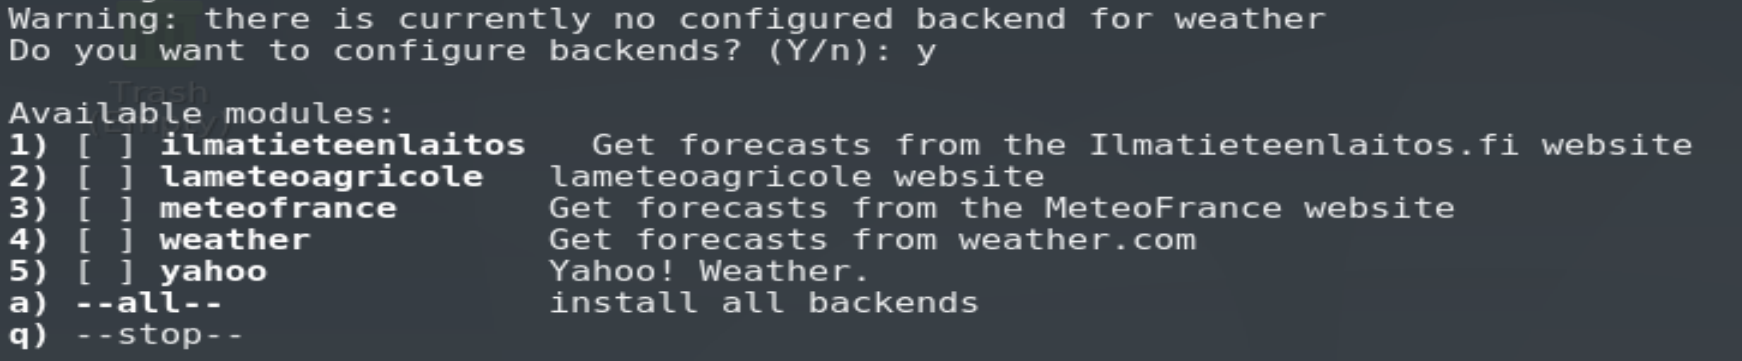 Warning: there is currently no configured backend for weather
Do you want to configure backends? (Y/n): y
Trash
(Empty)
Available modules:
1) [ ] ilmatieteenlaitos   Get forecasts from the Ilmatieteenlaitos.fi website
2) [ ] lameteoagricole   lameteoagricole website
3) [ ] meteofrance       Get forecasts from the MeteoFrance website
4) [ ] weather           Get forecasts from weather.com
5) [ ] yahoo             Yahoo! Weather.
a) --all--               install all backends
q) --stop--